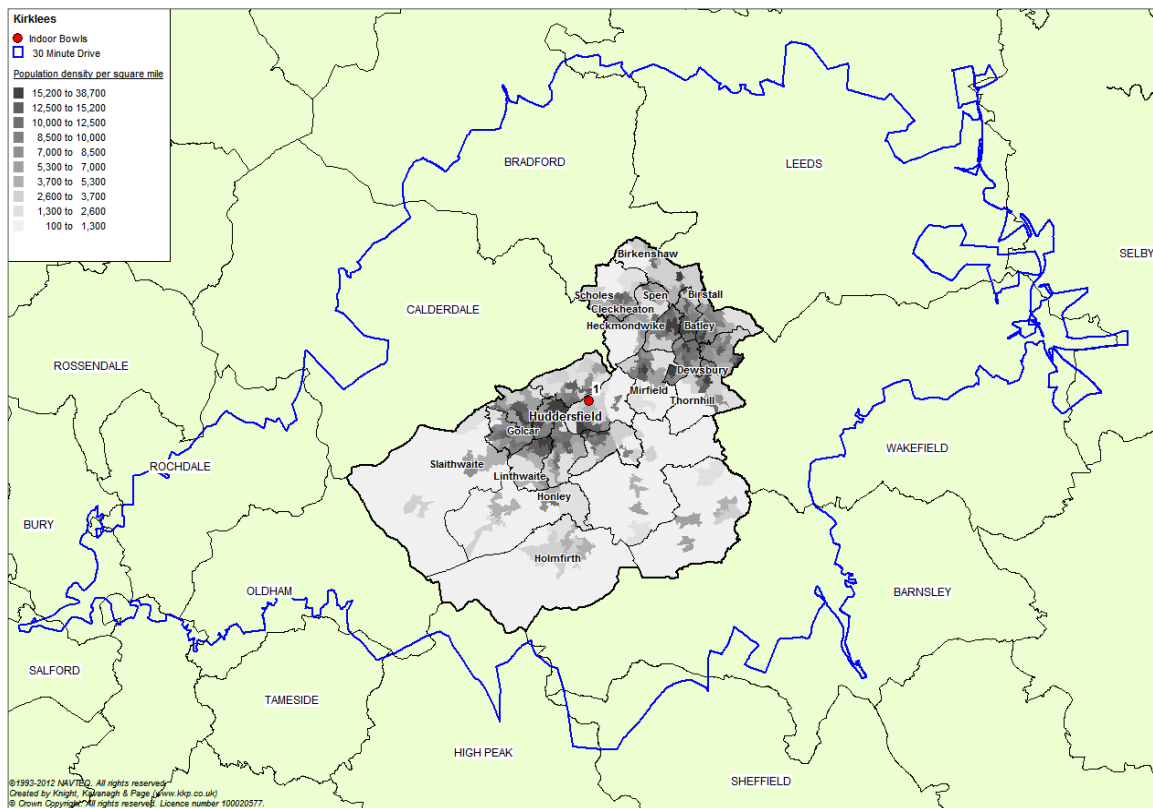 Kirklees
Indoor Bowls
30 Minute Drive
Population density per square mile
15,200 to 38,700
12,500 to 15,200
10,000 to 12,500
8,500 to 10,000
7,000 to 8,500
5,300 to 7,000
3,700 to 5,300
2,600 to 3,700
1,300 to 2,600
100 to 1,300
BRADFORD
LEEDS
SELBY
Birkenshaw
Scholes
Spen
Birstall
Cleckheaton
CALDERDALE
Heckmondwike
Batley
ROSSENDALE
Dewsbury
1
Mirfield
Thornhill
Huddersfield
Golcar
WAKEFIELD
Slaithwaite
ROCHDALE
Linthwaite
Honley
BURY
Holmfirth
OLDHAM
BARNSLEY
SALFORD
TAMESIDE
HIGH PEAK
SHEFFIELD
©1993-2012 NAVTEQ. All rights reserved.
Created by Knight, Kavanagh & Page (www.kkp.co.uk)
© Crown Copyright. All rights reserved. Licence number 100020577.